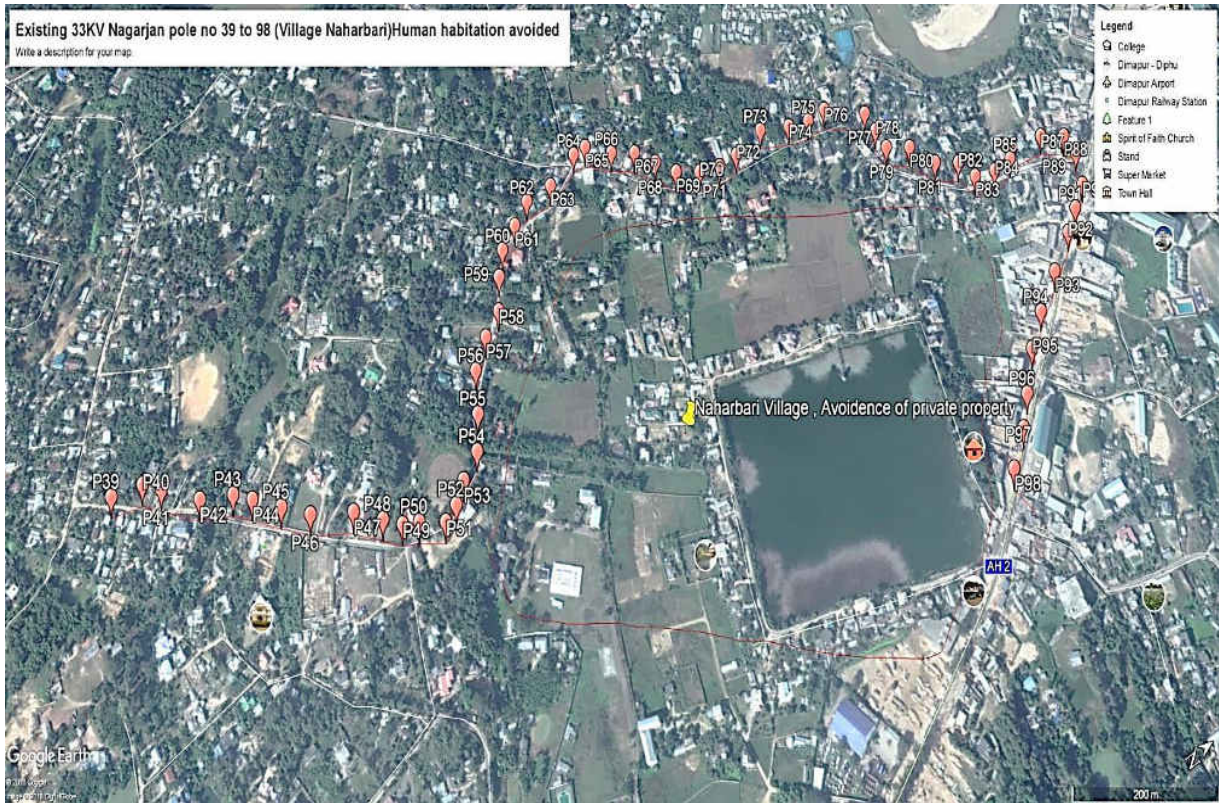 Existing 33KV Nagarjan pole no 39 to 98 (Village Naharbari)Human habitation avoided
Write a description for your map.
Legend
College
Dimapur - Diphu
Dimapur Airport
Dimapur Railway Station
Feature 1
Spirit of Faith Church
Stand
Super Market
Town Hall
P75
P76
P73
P74
P77
P78
P85
P87
P88
P64
P66
P65
P67
P72
P70
P80
P82
P84
P89
P68
P69
P71
P79
P81
P83
P62
P63
P91
P60
P61
P92
P59
P93
P58
P94
P57
P95
P56
P96
P55
Naharbari Village , Avoidence of private property
P97
P54
P98
P39
P40
P43
P45
P52
P53
P41
P42
P44
P48
P50
P46
P47
P49
P51
AH 2
Google Earth
200 m